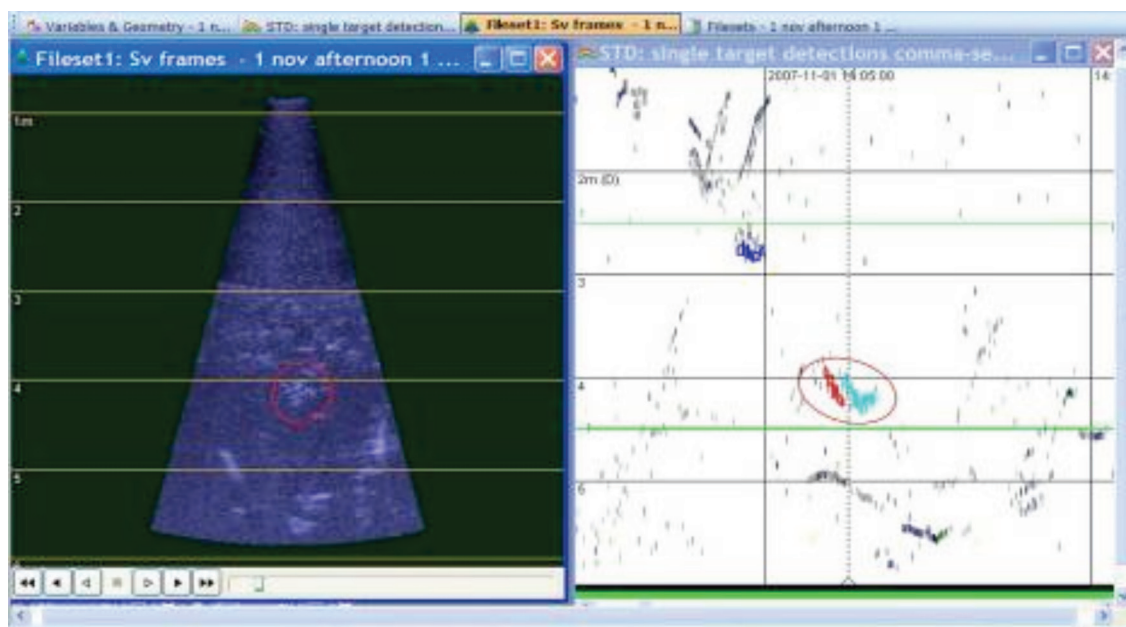 Variables & Geometry - 1 n...
STD: single target detection...
Fileset1: Sv frames - 1 n...
Filesets - 1 nov afternoon 1 ...
Fileset1: Sv frames - 1 nov afternoon 1 ...
STD: single target detections comma-se...
1m
2
3
4
5
2007-11-01 14:05:00
14:
2m (D)
3
4